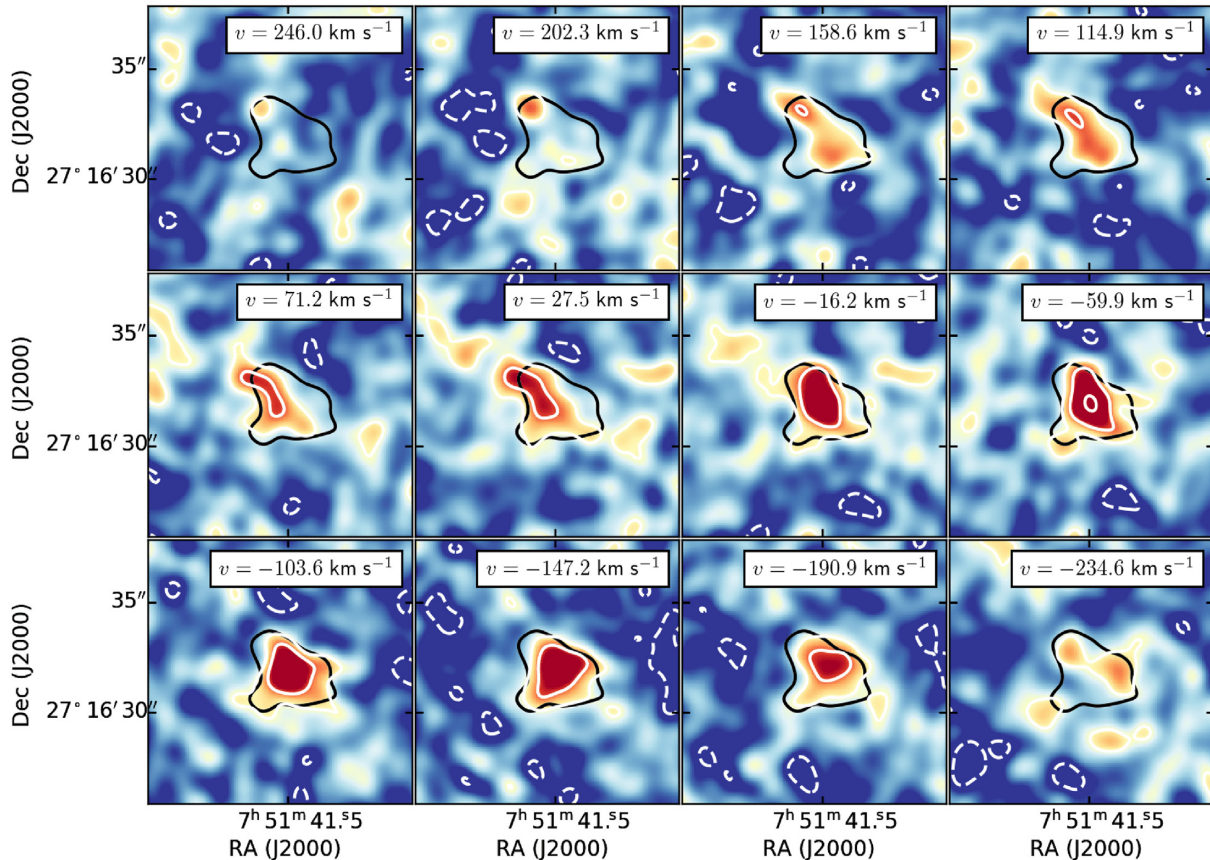 v = 246.0 km s⁻¹
v = 202.3 km s⁻¹
v = 158.6 km s⁻¹
v = 114.9 km s⁻¹
35″
Dec (J2000)
27° 16′ 30″
v = 71.2 km s⁻¹
v = 27.5 km s⁻¹
v = −16.2 km s⁻¹
v = −59.9 km s⁻¹
35″
Dec (J2000)
27° 16′ 30″
v = −103.6 km s⁻¹
v = −147.2 km s⁻¹
v = −190.9 km s⁻¹
v = −234.6 km s⁻¹
35″
Dec (J2000)
27° 16′ 30″
7ʰ 51ᵐ 41.ˢ5
7ʰ 51ᵐ 41.ˢ5
7ʰ 51ᵐ 41.ˢ5
7ʰ 51ᵐ 41.ˢ5
RA (J2000)
RA (J2000)
RA (J2000)
RA (J2000)